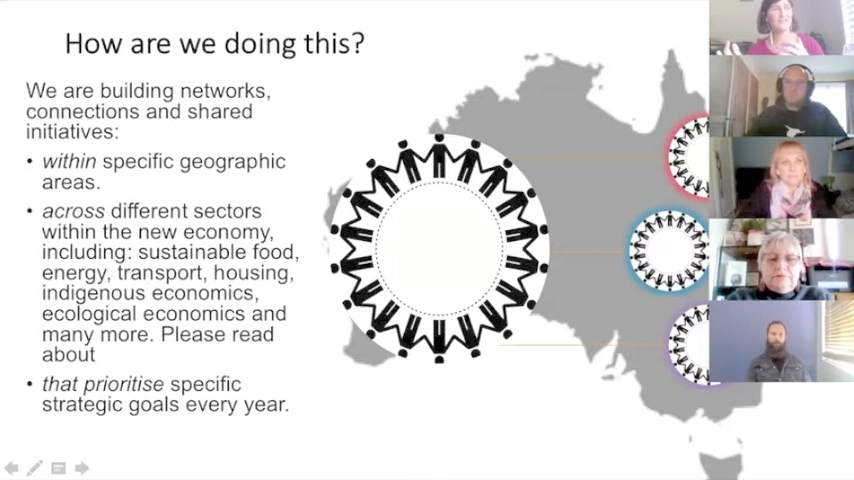 How are we doing this?
We are building networks,
connections and shared
initiatives:
• within specific geographic
areas.
• across different sectors
within the new economy,
including: sustainable food,
energy, transport, housing,
indigenous economics,
ecological economics and
many more. Please read
about
• that prioritise specific
strategic goals every year.